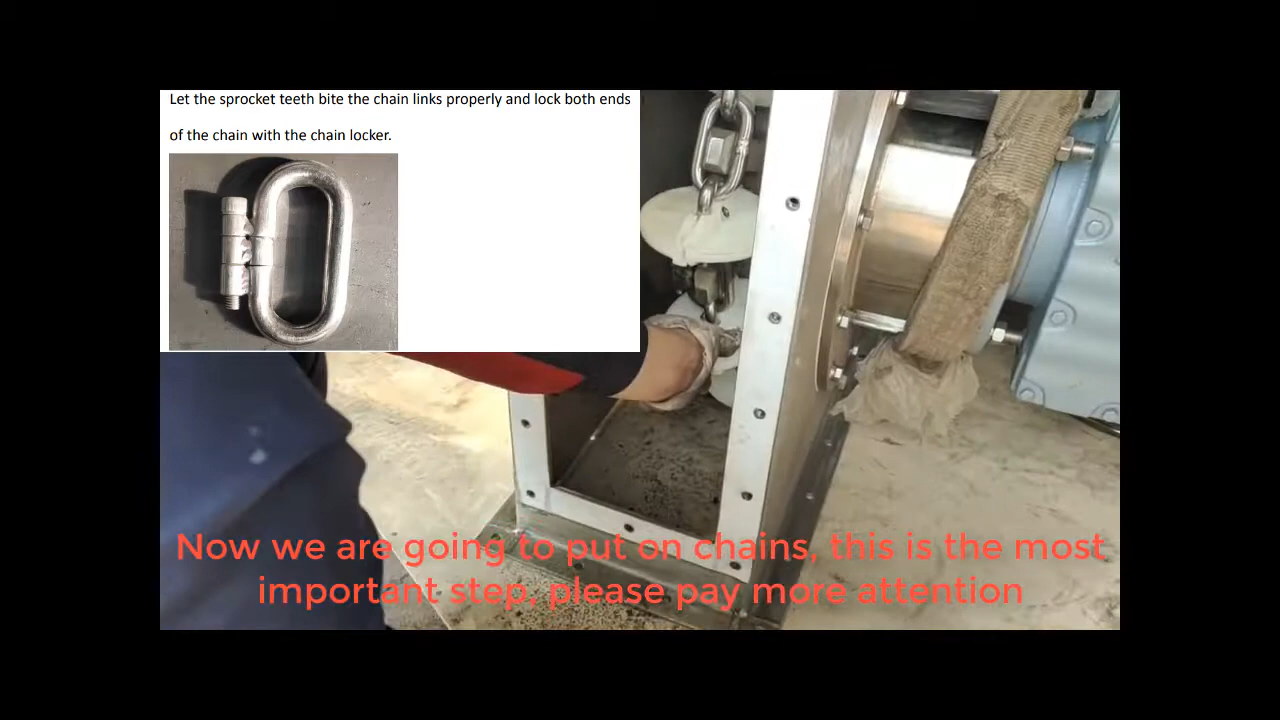 Let the sprocket teeth bite the chain links properly and lock both ends
of the chain with the chain locker.
Now we are going to put on chains, this is the most
important step, please pay more attention